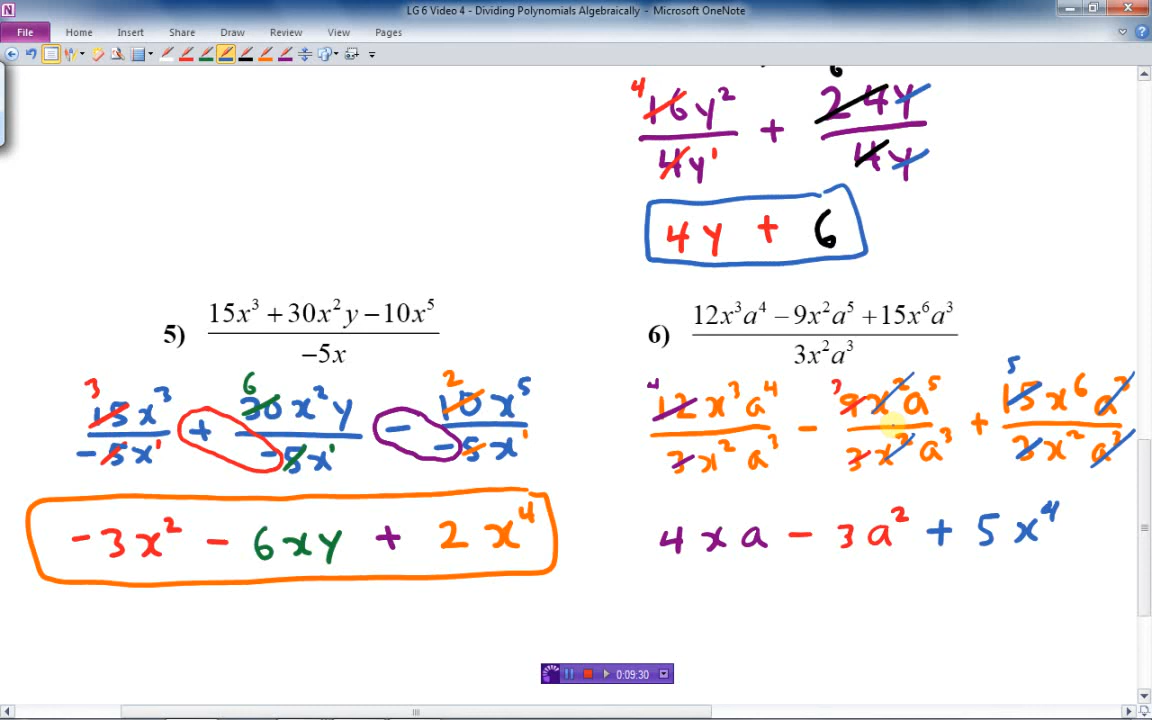 LG 6 Video 4 - Dividing Polynomials Algebraically - Microsoft OneNote
File Home Insert Share Draw Review View Pages
4 6
16y² + 24y
4y¹ 4y
4y + 6
5) 15x³ + 30x²y − 10x⁵
−5x
6) 12x³a⁴ − 9x²a⁵ + 15x⁶a³
3x²a³
3 6 2
15x³ + 30x²y − 10x⁵
−5x¹ −5x¹ −5x¹
−3x² − 6xy + 2x⁴
4 3 5
12x³a⁴ − 9x²a⁵ + 15x⁶a³
3x²a³ 3x²a³ 3x²a³
4xa − 3a² + 5x⁴
0:09:30